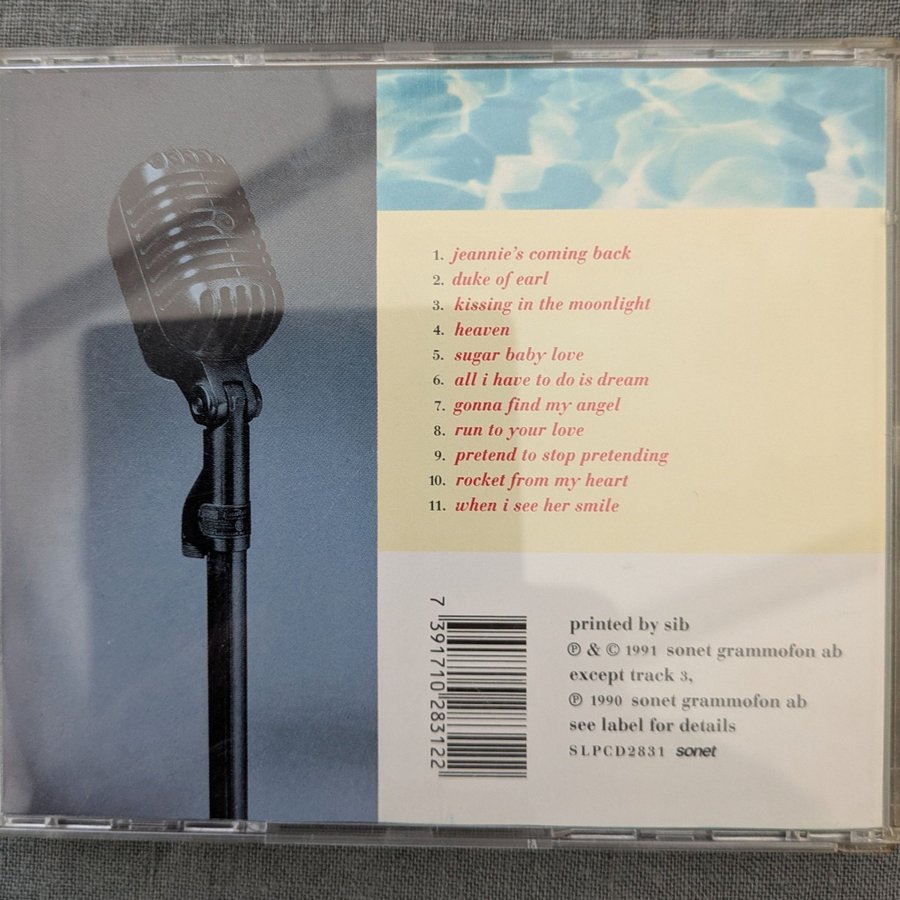 1. jeannie's coming back
2. duke of earl
3. kissing in the moonlight
4. heaven
5. sugar baby love
6. all i have to do is dream
7. gonna find my angel
8. run to your love
9. pretend to stop pretending
10. rocket from my heart
11. when i see her smile
7 391710 283122
printed by sib
℗ & © 1991 sonet grammofon ab
except track 3,
℗ 1990 sonet grammofon ab
see label for details
SLPCD2831 sonet